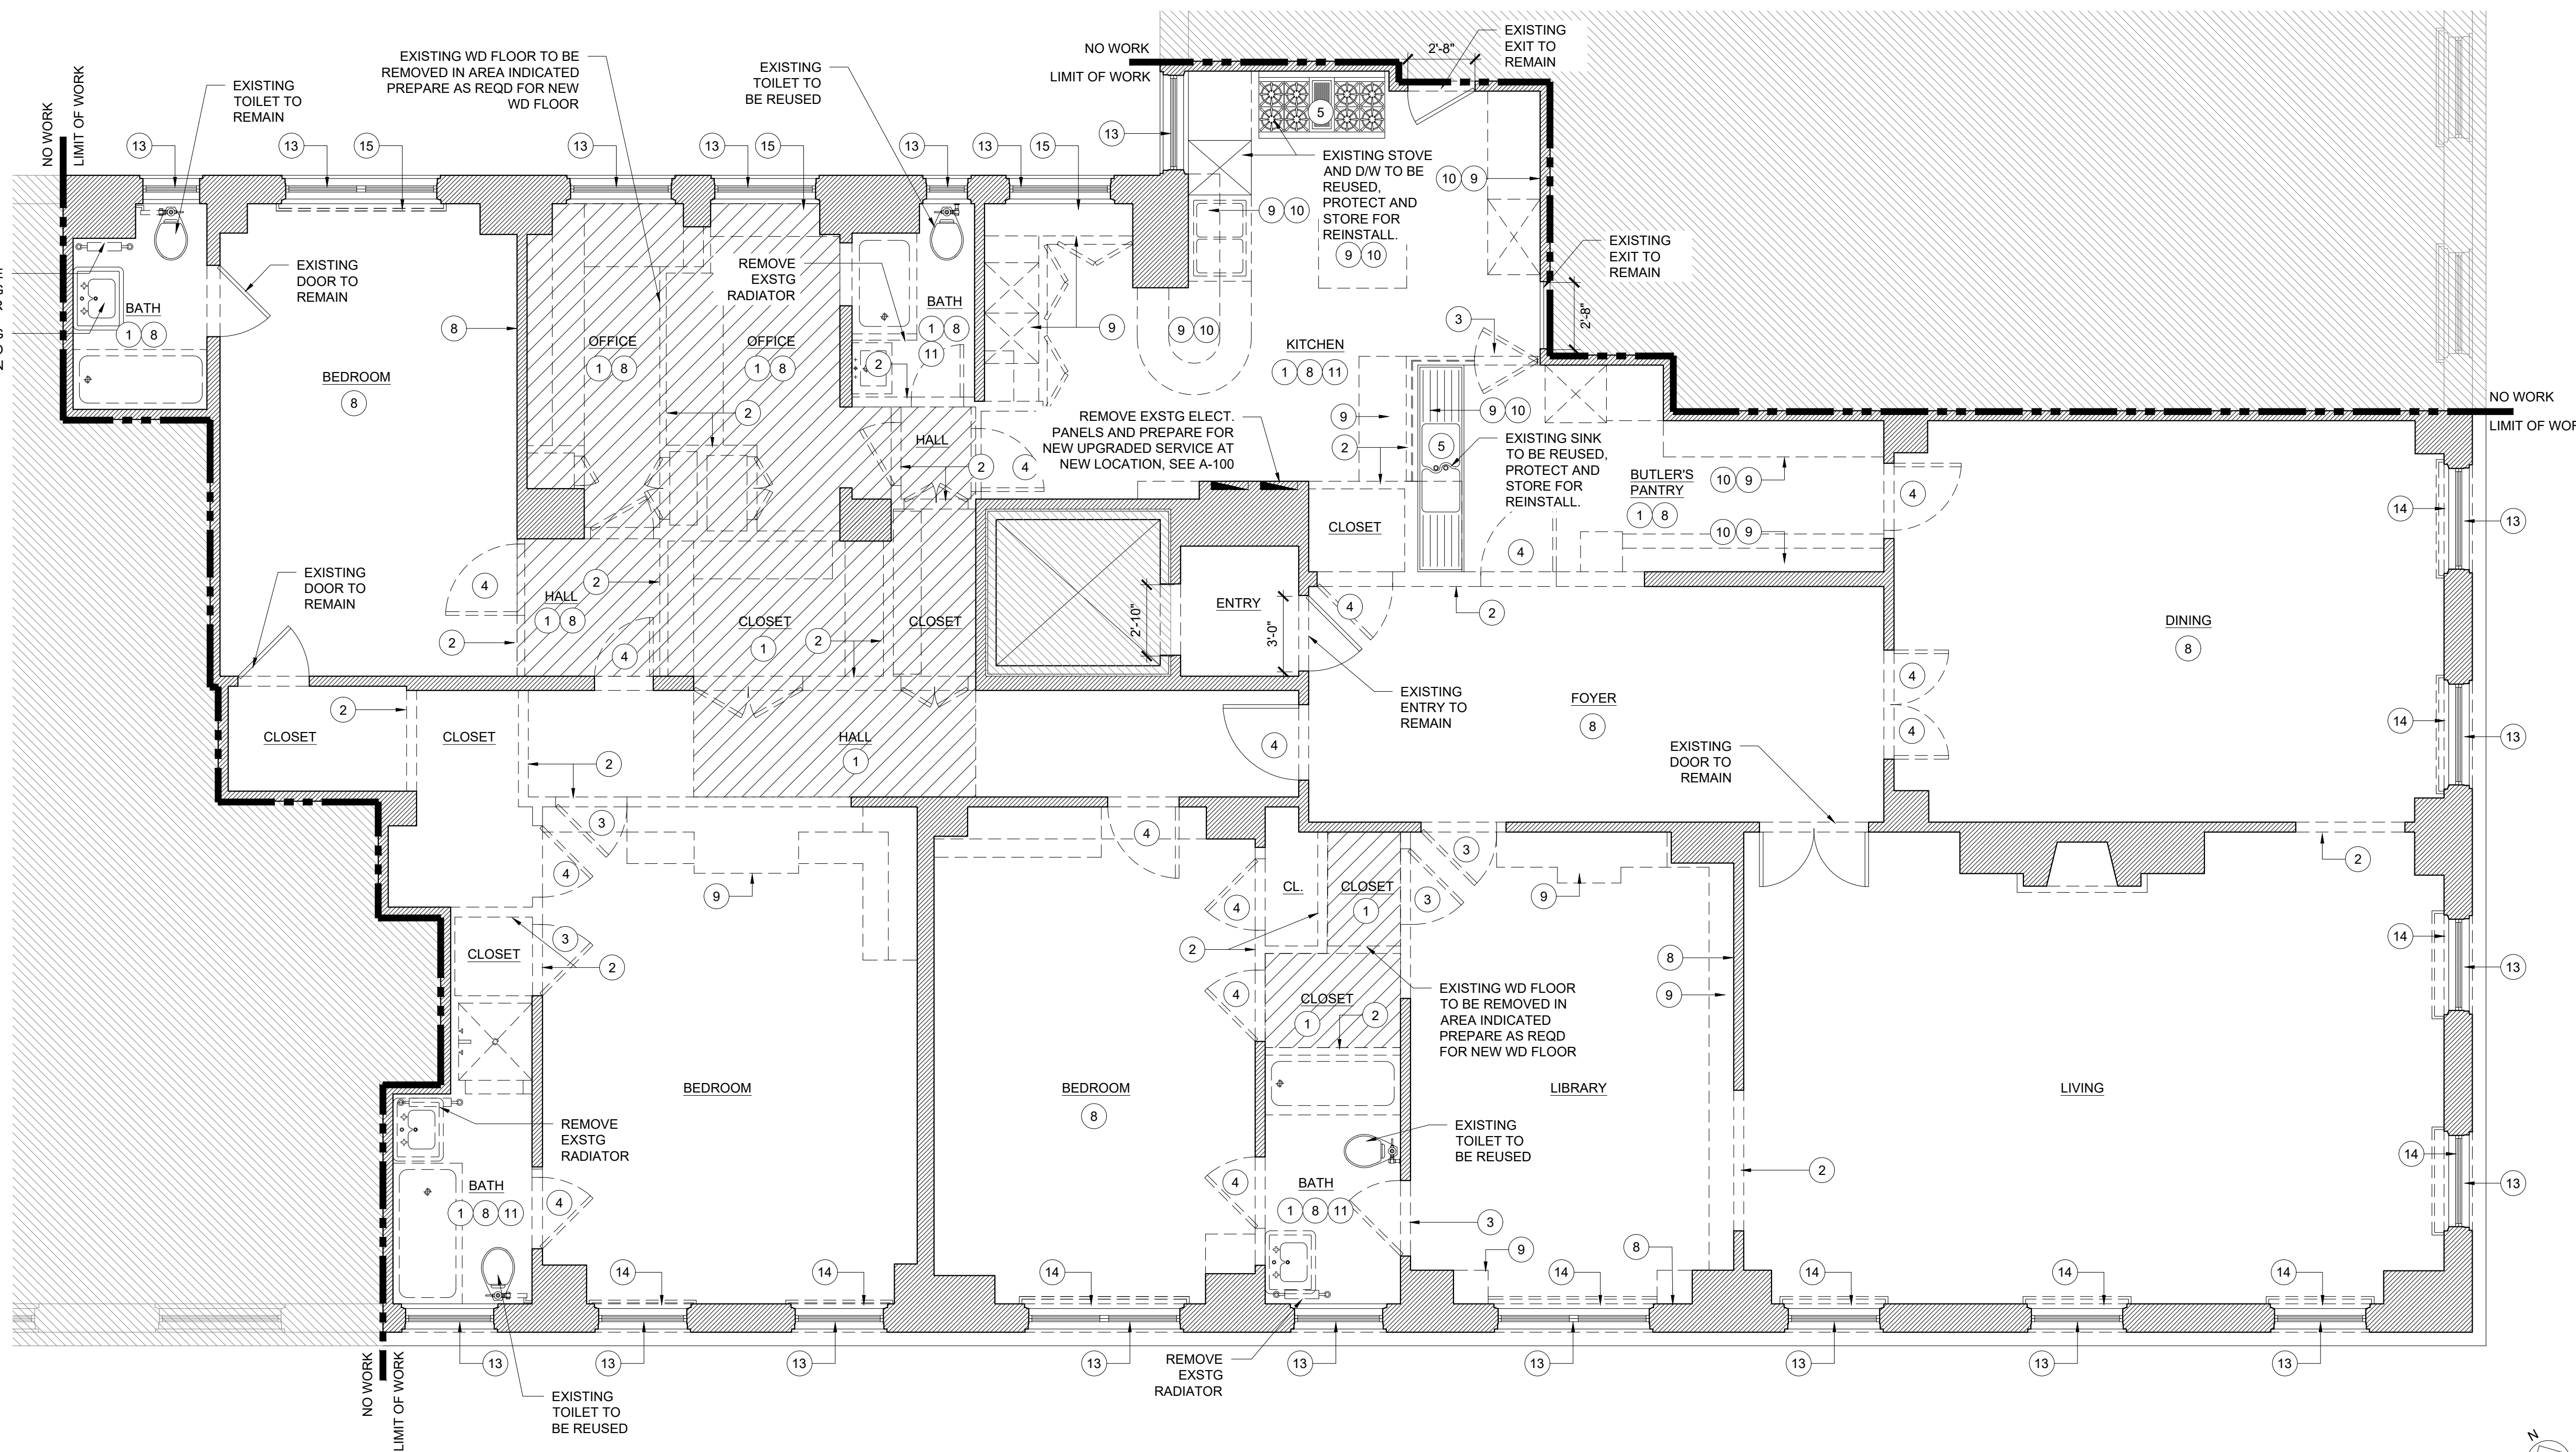 EXISTING WD FLOOR TO BE
REMOVED IN AREA INDICATED
PREPARE AS REQD FOR NEW
WD FLOOR
EXISTING
TOILET TO
BE REUSED
NO WORK
LIMIT OF WORK
2'-8"
EXISTING
EXIT TO
REMAIN
EXISTING
TOILET TO
REMAIN
NO WORK
LIMIT OF WORK
13
13
15
13
13
15
13
13
15
13
5
EXISTING STOVE
AND D/W TO BE
REUSED,
PROTECT AND
STORE FOR
REINSTALL.
9 10
10 9
9 10
EXISTING
EXIT TO
REMAIN
2'-8"
EXISTING
DOOR TO
REMAIN
REMOVE
EXSTG
RADIATOR
BATH
1 8
BATH
1 8
11
2
8
OFFICE
1 8
OFFICE
1 8
9
9 10
3
KITCHEN
1 8 11
BEDROOM
8
2
REMOVE EXSTG ELECT.
PANELS AND PREPARE FOR
NEW UPGRADED SERVICE AT
NEW LOCATION, SEE A-100
9
2
9 10
5
EXISTING SINK
TO BE REUSED,
PROTECT AND
STORE FOR
REINSTALL.
NO WORK
LIMIT OF WOR
HALL
2
4
BUTLER'S
PANTRY
1 8
10 9
10 9
4
14
13
CLOSET
4
EXISTING
DOOR TO
REMAIN
4
HALL
1 8
2
2
4
CLOSET
1
2
CLOSET
2'-10"
ENTRY
3'-0"
4
2
DINING
8
4
4
14
13
EXISTING
ENTRY TO
REMAIN
FOYER
8
EXISTING
DOOR TO
REMAIN
2
CLOSET
CLOSET
HALL
1
4
2
3
4
9
4
3
CL.
CLOSET
1
3
9
2
4
14
13
CLOSET
3
2
2
4
CLOSET
1
2
EXISTING WD FLOOR
TO BE REMOVED IN
AREA INDICATED
PREPARE AS REQD
FOR NEW WD FLOOR
8
9
BEDROOM
BEDROOM
8
LIBRARY
LIVING
REMOVE
EXSTG
RADIATOR
EXISTING
TOILET TO
BE REUSED
2
14
13
BATH
1 8 11
4
4
BATH
1 8 11
3
9
8
14
14
14
14
14
14
14
13
13
13
13
13
13
13
13
13
REMOVE
EXSTG
RADIATOR
EXISTING
TOILET TO
BE REUSED
NO WORK
LIMIT OF WORK
N